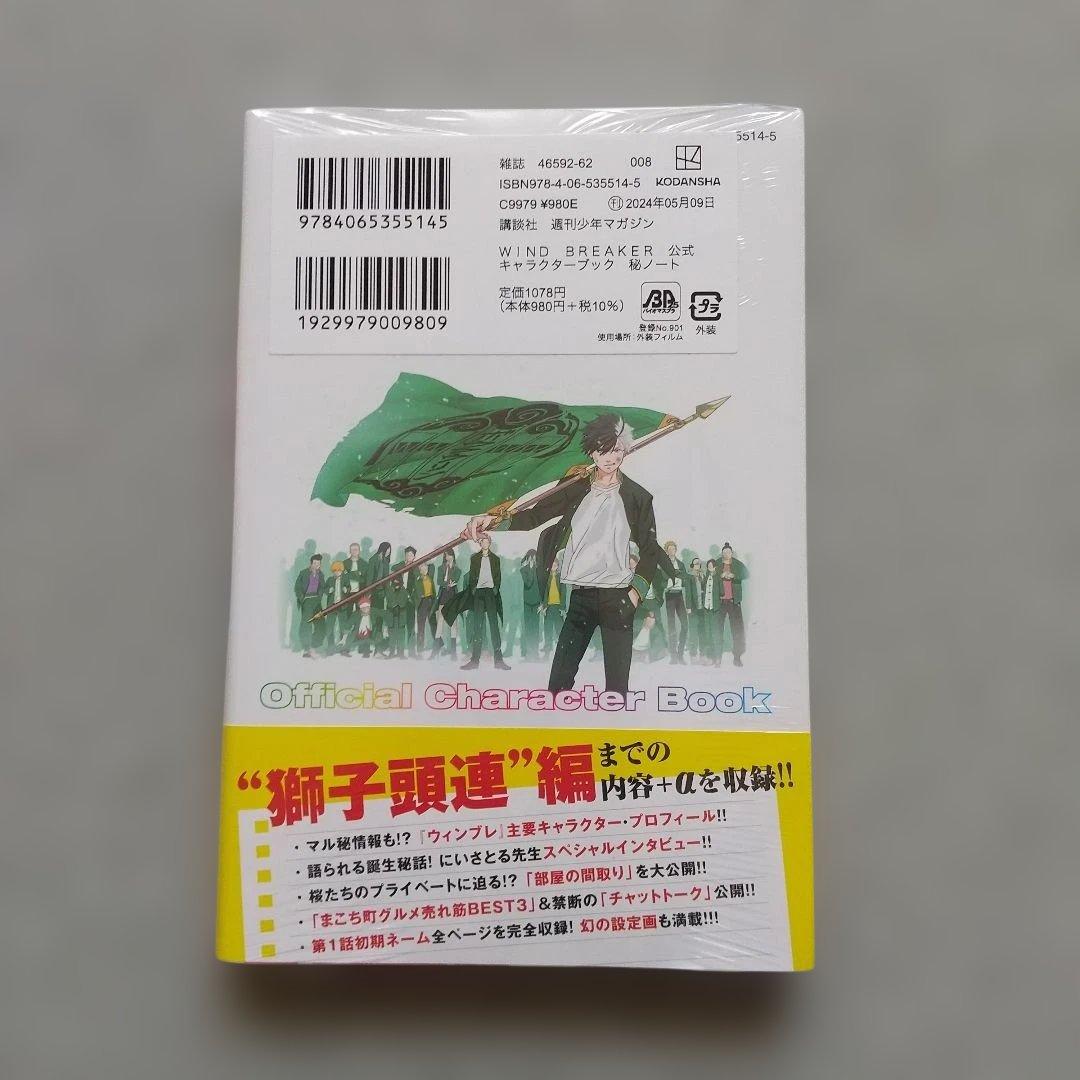 5514-5
雑誌 46592-62 008
ISBN978-4-06-535514-5 KODANSHA
C9979 ¥980E ㊞2024年05月09日
講談社 週刊少年マガジン
WIND BREAKER 公式
キャラクターブック 秘ノート
定価1078円
(本体980円+税10%)
9784065355145
1929979009809
バイオマスプラ
25
プラ
登録No.901
外装
使用場所:外装フィルム
Official Character Book
“獅子頭連”編までの
内容+αを収録!!
・マル秘情報も!?『ウィンブレ』主要キャラクター・プロフィール!!
・語られる誕生秘話! にいさとる先生スペシャルインタビュー!!
・桜たちのプライベートに迫る!?「部屋の間取り」を大公開!!
・「まこち町グルメ売れ筋BEST3」&禁断の「チャットトーク」公開!!
・第1話初期ネーム全ページを完全収録! 幻の設定画も満載!!!